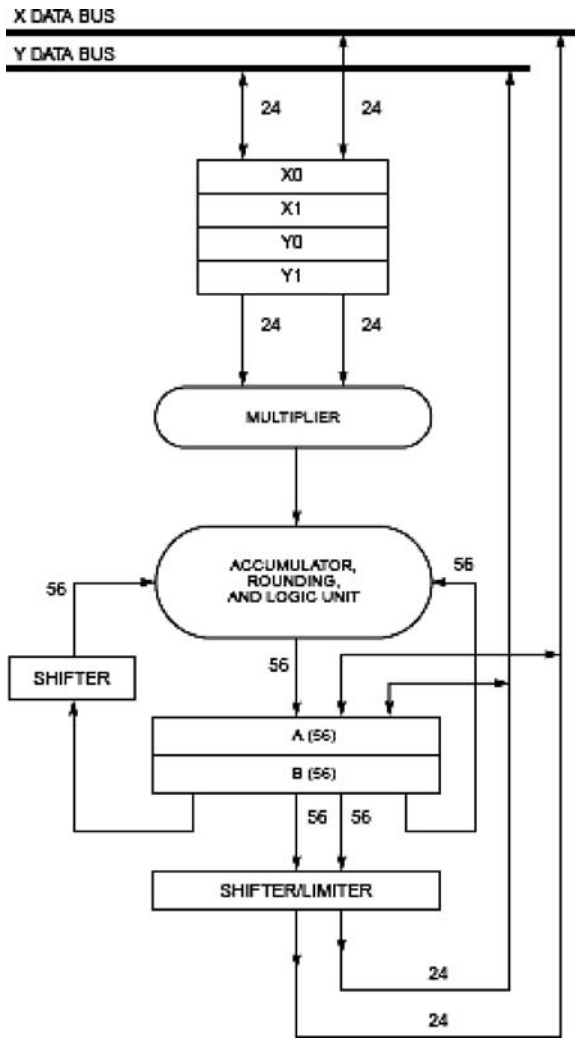 X DATA BUS
Y DATA BUS
24 24
X0
X1
Y0
Y1
24 24
MULTIPLIER
ACCUMULATOR,
ROUNDING,
AND LOGIC UNIT
56
56
56
SHIFTER
A (56)
B (56)
56 56
SHIFTER/LIMITER
24
24